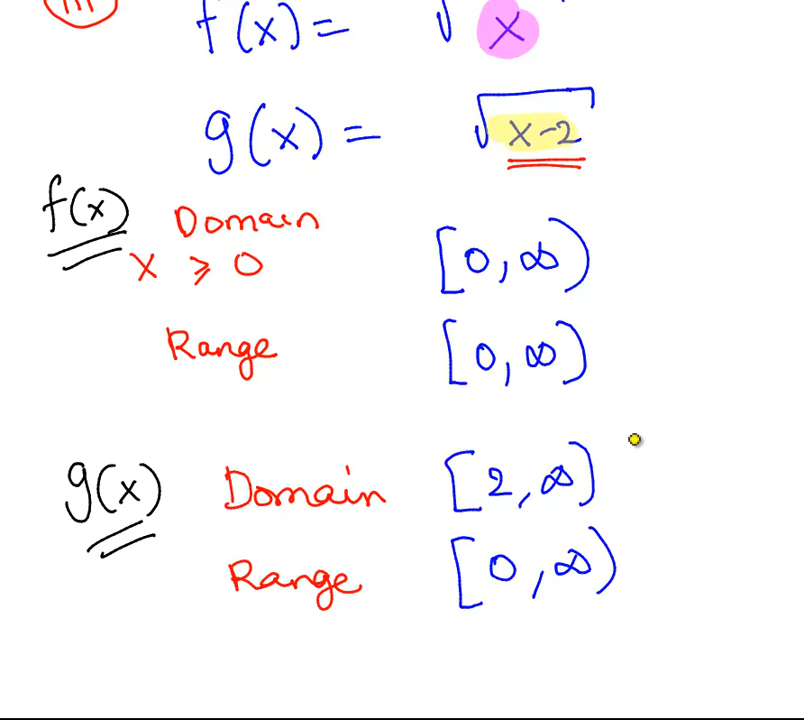 f(x) = √x
g(x) = √x-2
f(x) Domain
x ≥ 0 [0, ∞)
Range [0, ∞)
g(x) Domain [2, ∞)
Range [0, ∞)